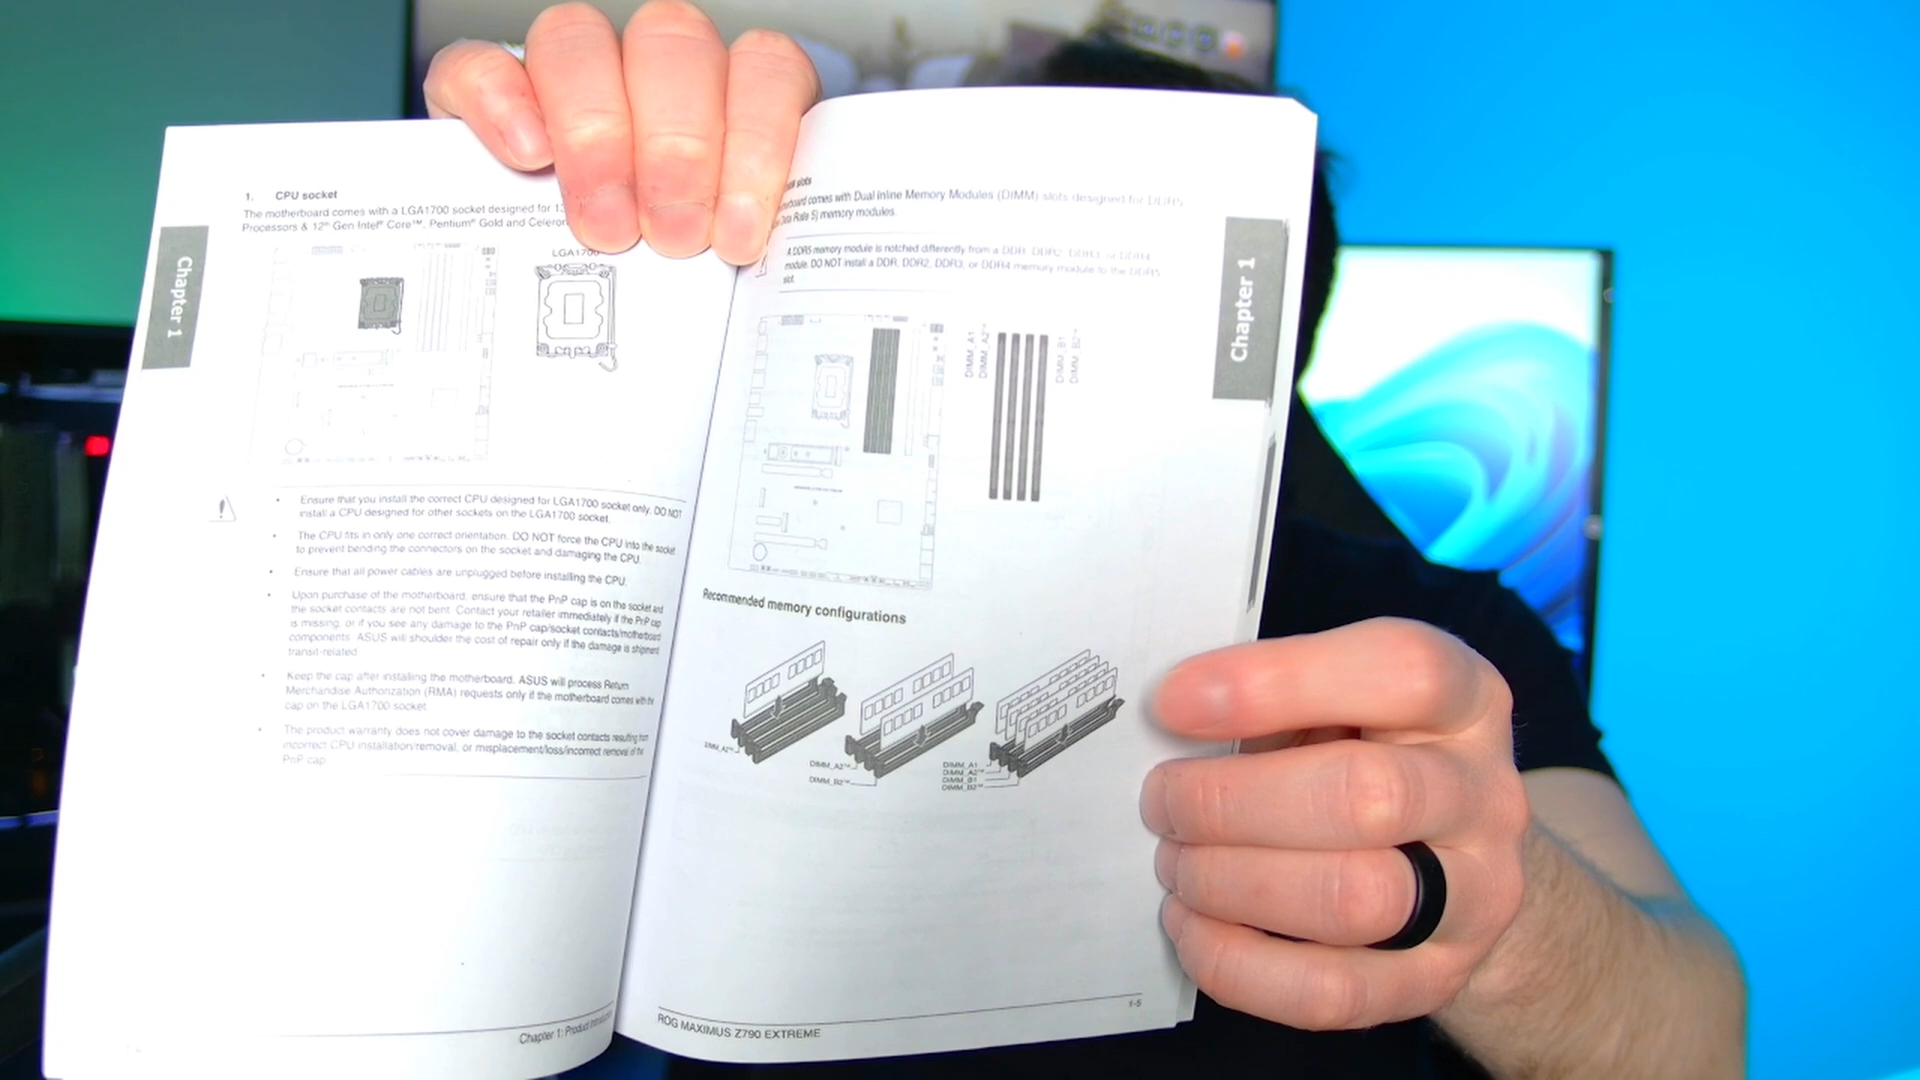 1. CPU socket
The motherboard comes with a LGA1700 socket designed for 13
Processors & 12th Gen Intel® Core™, Pentium® Gold and Celeron
LGA1700
Chapter 1
Ensure that you install the correct CPU designed for LGA1700 socket only. DO NOT
install a CPU designed for other sockets on the LGA1700 socket.
The CPU fits in only one correct orientation. DO NOT force the CPU into the socket
to prevent bending the connectors on the socket and damaging the CPU.
Ensure that all power cables are unplugged before installing the CPU.
Upon purchase of the motherboard, ensure that the PnP cap is on the socket and
the socket contacts are not bent. Contact your retailer immediately if the PnP cap
is missing, or if you see any damage to the PnP cap/socket contacts/motherboard
components. ASUS will shoulder the cost of repair only if the damage is shipment
transit-related
Keep the cap after installing the motherboard. ASUS will process Return
Merchandise Authorization (RMA) requests only if the motherboard comes with the
cap on the LGA1700 socket
The product warranty does not cover damage to the socket contacts resulting from
incorrect CPU installation/removal, or misplacement/loss/incorrect removal of the
PnP cap
Chapter 1: Product
slots
comes with Dual Inline Memory Modules (DIMM) slots designed for DDR5
Data Rate 5) memory modules.
A DDR5 memory module is notched differently from a DDR, DDR2, DDR3, or DDR4
module. DO NOT install a DDR, DDR2, DDR3, or DDR4 memory module to the DDR5
slot.
DIMM_A1
DIMM_A2*
DIMM_B1
DIMM_B2*
Chapter 1
Recommended memory configurations
DIMM_A2*
DIMM_B2*
DIMM_A1
DIMM_A2*
DIMM_B1
DIMM_B2*
1-5
ROG MAXIMUS Z790 EXTREME